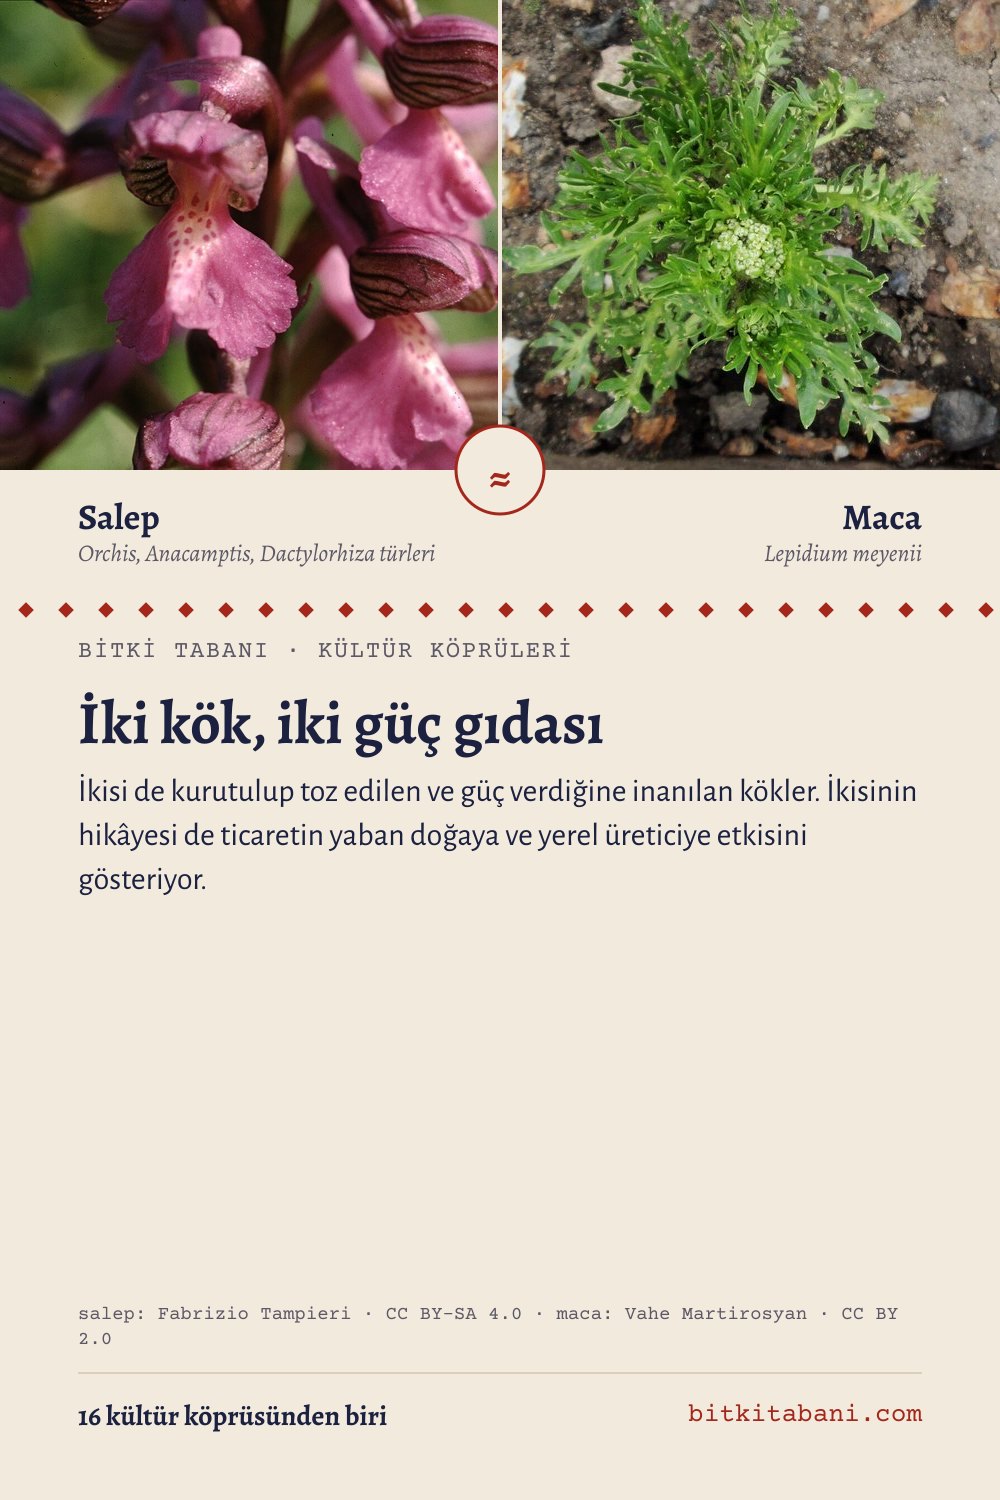 ≈
Salep
Maca
Orchis, Anacamptis, Dactylorhiza türleri
Lepidium meyenii
BİTKİ TABANI · KÜLTÜR KÖPRÜLERİ
İki kök, iki güç gıdası
İkisi de kurutulup toz edilen ve güç verdiğine inanılan kökler. İkisinin
hikâyesi de ticaretin yaban doğaya ve yerel üreticiye etkisini
gösteriyor.
salep: Fabrizio Tampieri · CC BY-SA 4.0 · maca: Vahe Martirosyan · CC BY
2.0
16 kültür köprüsünden biri
bitkitabani.com